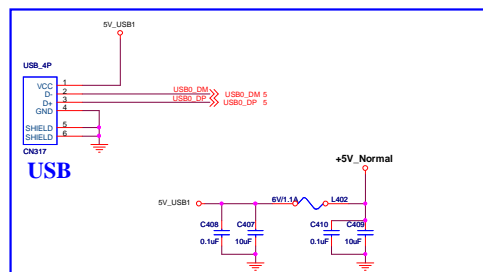 5V_USB1
USB_4P
VCC 1
D- 2
D+ 3
GND 4
SHIELD 5
SHIELD 6
CN317
USB0_DM
USB0_DP
USB0_DM 5
USB0_DP 5
USB
+5V_Normal
5V_USB1
6V/1.1A
L402
C408
C407
C410
C409
0.1uF
10uF
0.1uF
10uF